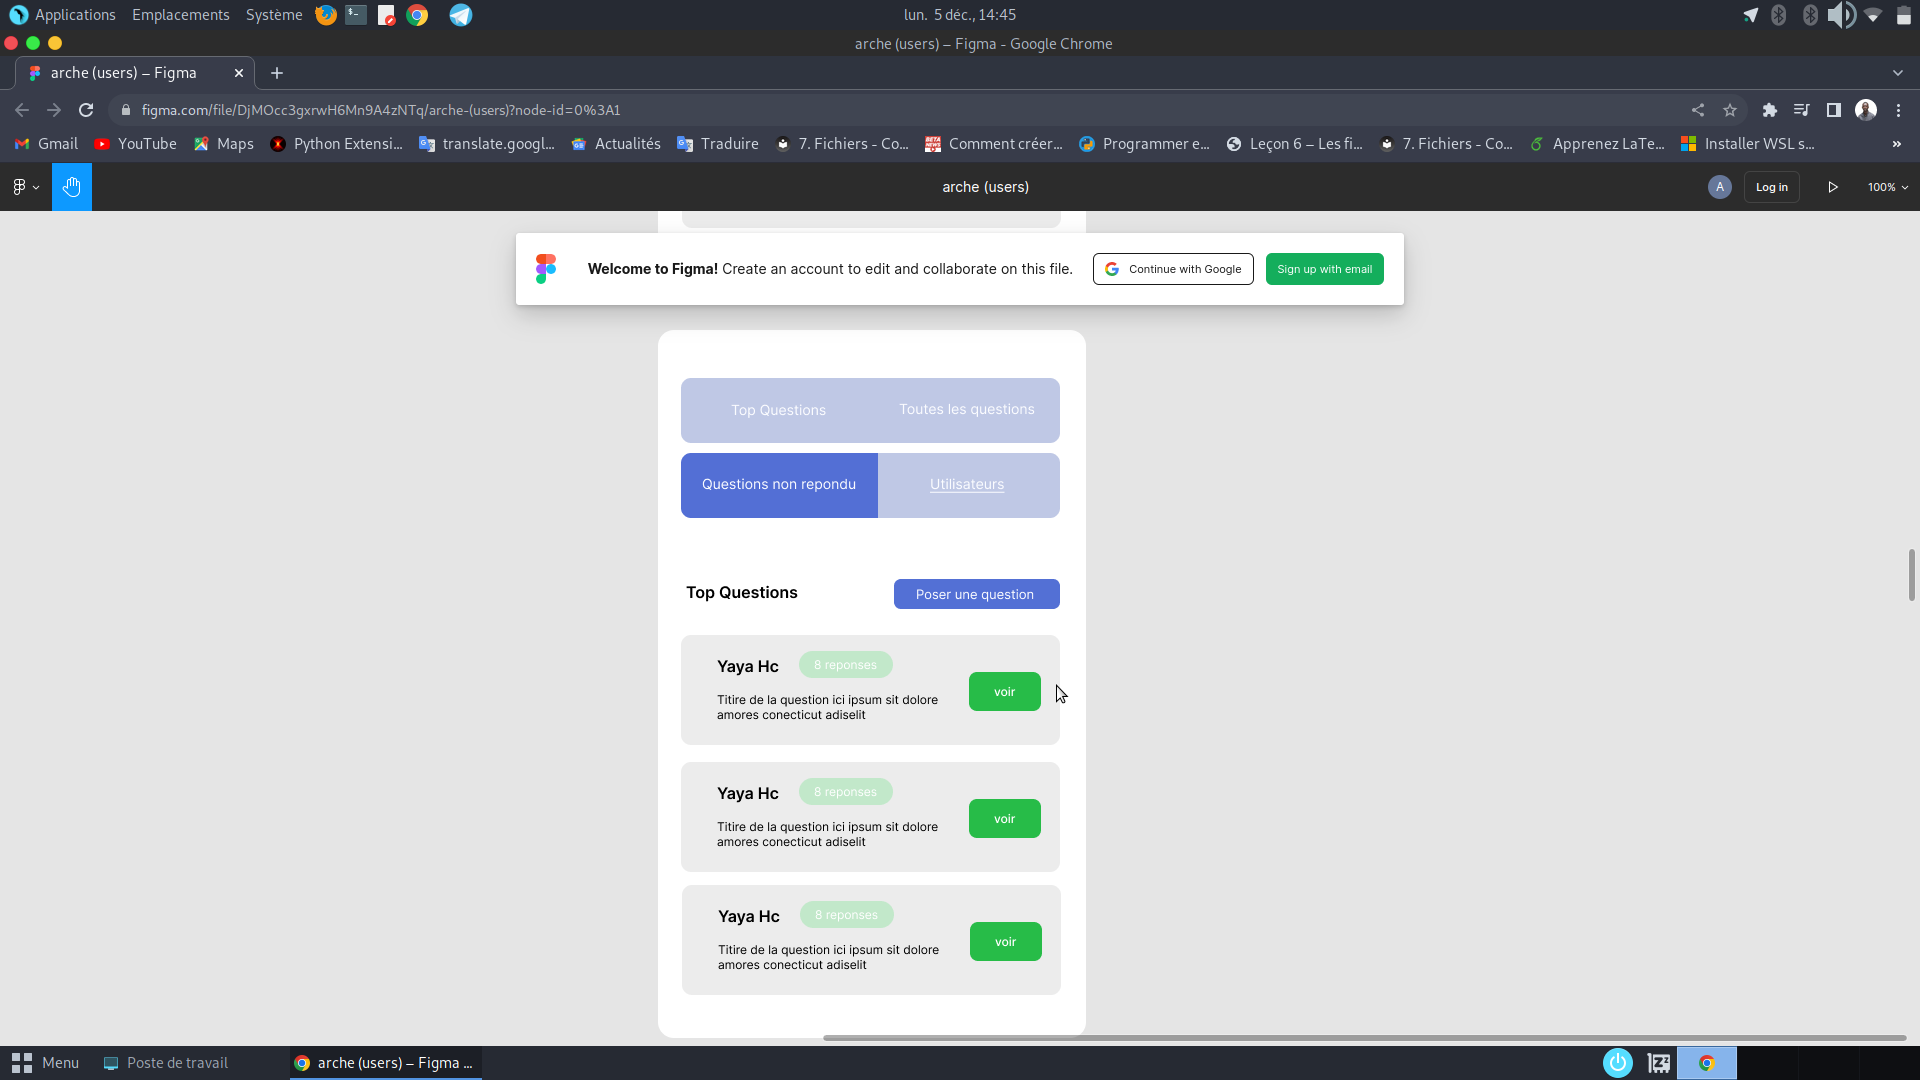 Applications Emplacements Système lun. 5 déc., 14:45
arche (users) – Figma - Google Chrome
arche (users) – Figma
figma.com/file/DjMOcc3gxrwH6Mn9A4zNTq/arche-(users)?node-id=0%3A1
Gmail YouTube Maps Python Extensi... translate.googl... Actualités Traduire 7. Fichiers - Co... Comment créer... Programmer e... Leçon 6 – Les fi... 7. Fichiers - Co... Apprenez LaTe... Installer WSL s... »
arche (users) A Log in 100%
Welcome to Figma! Create an account to edit and collaborate on this file. Continue with Google Sign up with email
Top Questions Toutes les questions
Questions non repondu Utilisateurs
Top Questions Poser une question
Yaya Hc 8 reponses
voir
Titire de la question ici ipsum sit dolore
amores conecticut adiselit
Yaya Hc 8 reponses
voir
Titire de la question ici ipsum sit dolore
amores conecticut adiselit
Yaya Hc 8 reponses
voir
Titire de la question ici ipsum sit dolore
amores conecticut adiselit
Menu Poste de travail arche (users) – Figma ...